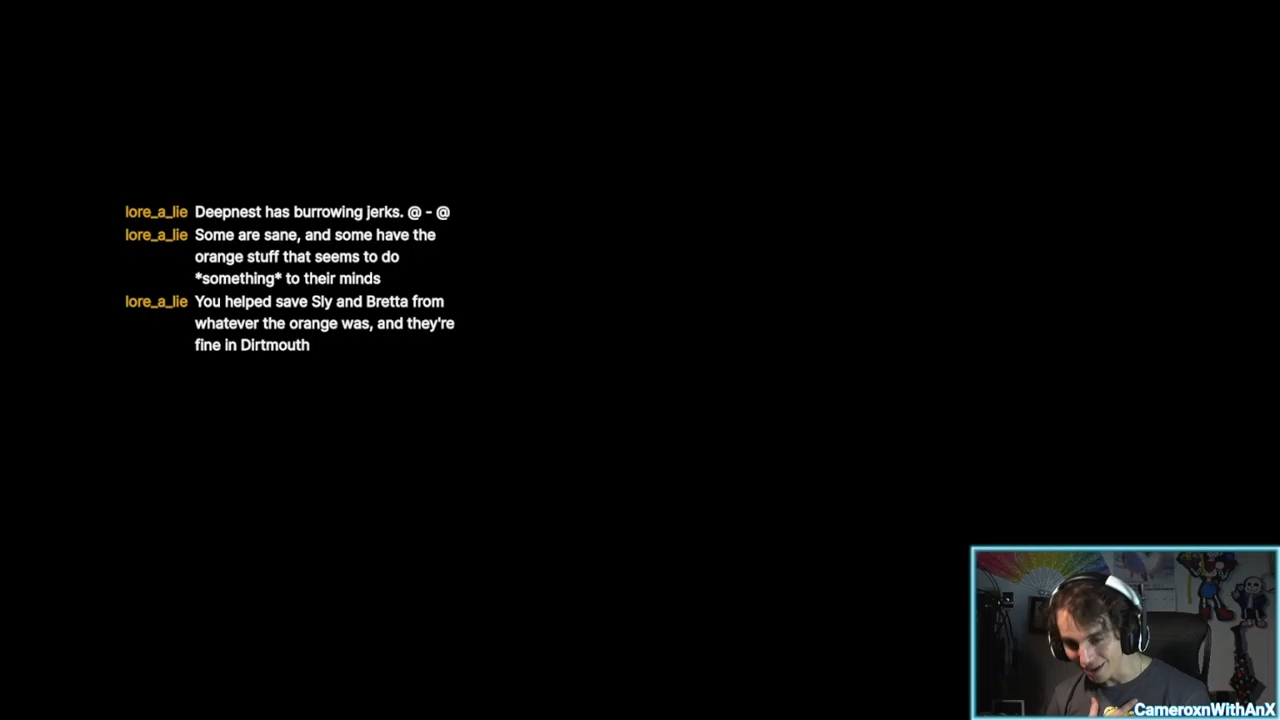 lore_a_lie Deepnest has burrowing jerks. @ - @
lore_a_lie Some are sane, and some have the
orange stuff that seems to do
*something* to their minds
lore_a_lie You helped save Sly and Bretta from
whatever the orange was, and they're
fine in Dirtmouth
CameroxnWithAnX